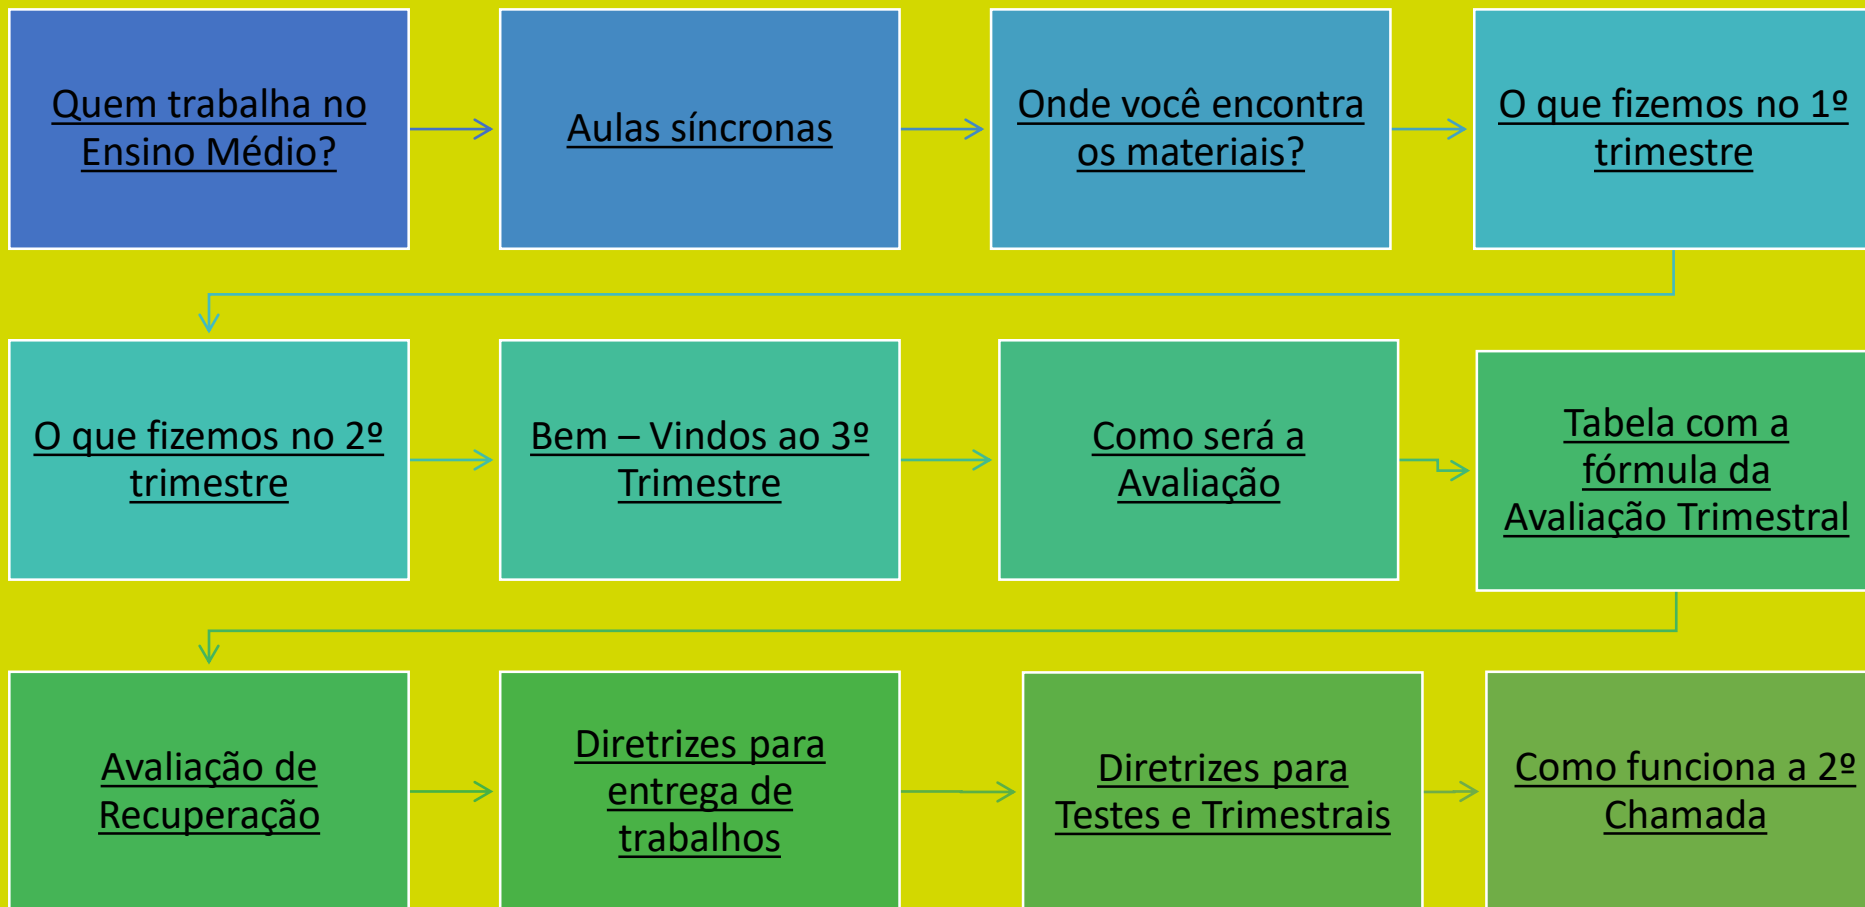 Quem trabalha no
Ensino Médio?
Aulas síncronas
Onde você encontra
os materiais?
O que fizemos no 1º
trimestre
O que fizemos no 2º
trimestre
Bem – Vindos ao 3º
Trimestre
Como será a
Avaliação
Tabela com a
fórmula da
Avaliação Trimestral
Avaliação de
Recuperação
Diretrizes para
entrega de
trabalhos
Diretrizes para
Testes e Trimestrais
Como funciona a 2º
Chamada